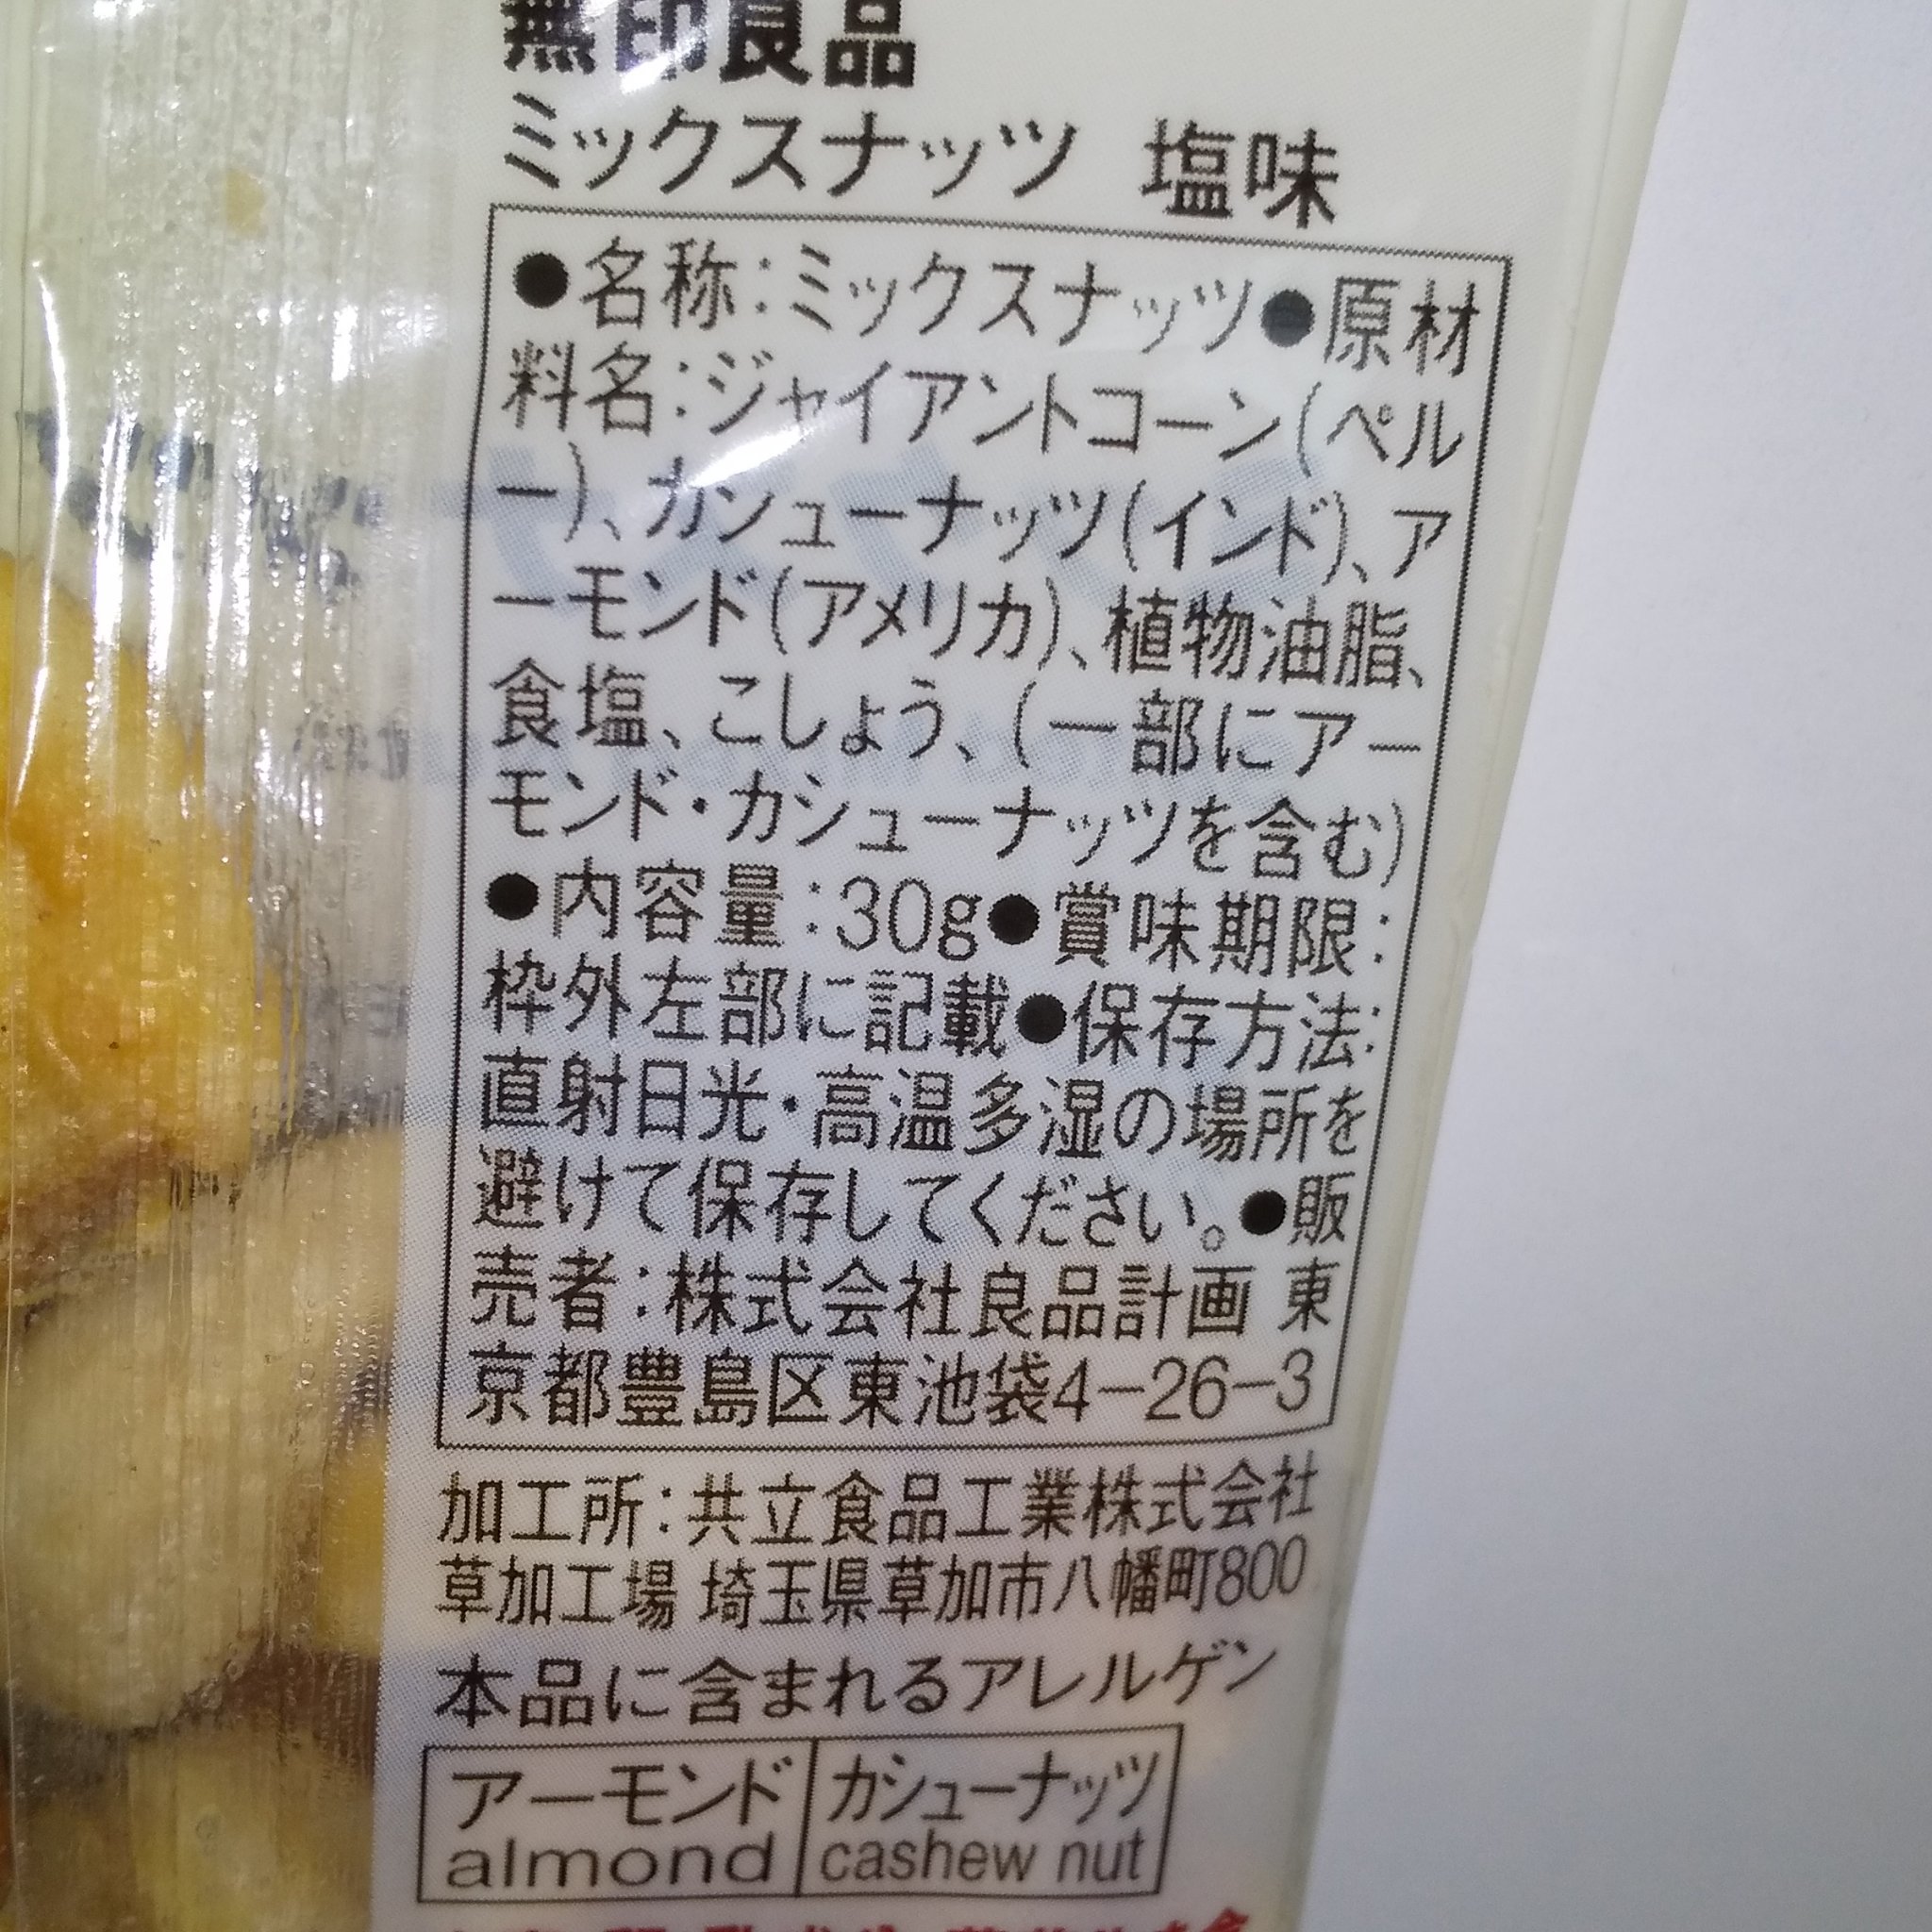 無印良品
ミックスナッツ 塩味
●名称:ミックスナッツ●原材
料名:ジャイアントコーン(ペル
ー)、カシューナッツ(インド)、ア
ーモンド(アメリカ)、植物油脂、
食塩、こしょう、(一部にアー
モンド・カシューナッツを含む)
●内容量:30g●賞味期限:
枠外左部に記載●保存方法:
直射日光・高温多湿の場所を
避けて保存してください。●販
売者:株式会社良品計画 東
京都豊島区東池袋4-26-3
加工所:共立食品工業株式会社
草加工場 埼玉県草加市八幡町800
本品に含まれるアレルゲン
アーモンド カシューナッツ
almond cashew nut